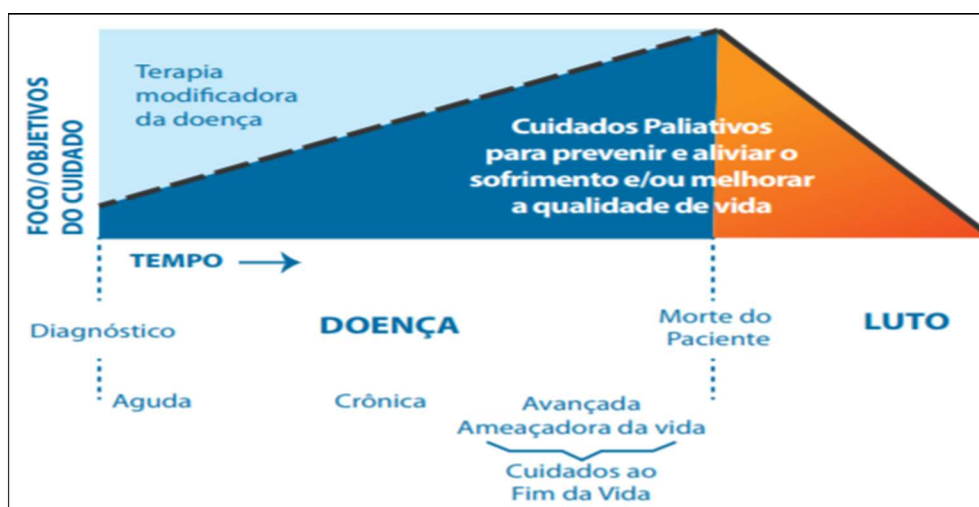 FOCO/OBJETIVOS
DO CUIDADO
Terapia
modificadora
da doença
Cuidados Paliativos
para prevenir e aliviar o
sofrimento e/ou melhorar
a qualidade de vida
TEMPO
Diagnóstico
DOENÇA
Morte do
Paciente
LUTO
Aguda
Crônica
Avançada
Ameaçadora da vida
Cuidados ao
Fim da Vida